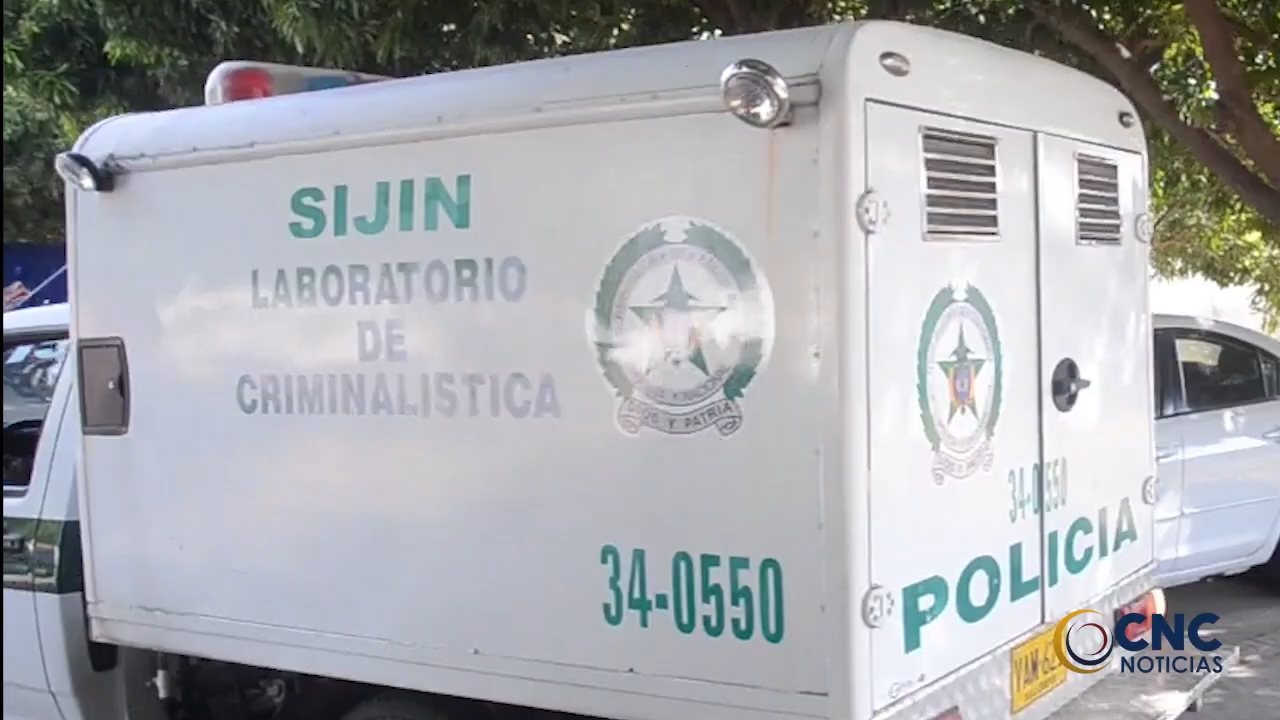 SIJIN
LABORATORIO
DE
CRIMINALISTICA
DIOS Y PATRIA
34-0550
34-0550
POLICIA
CNC
NOTICIAS